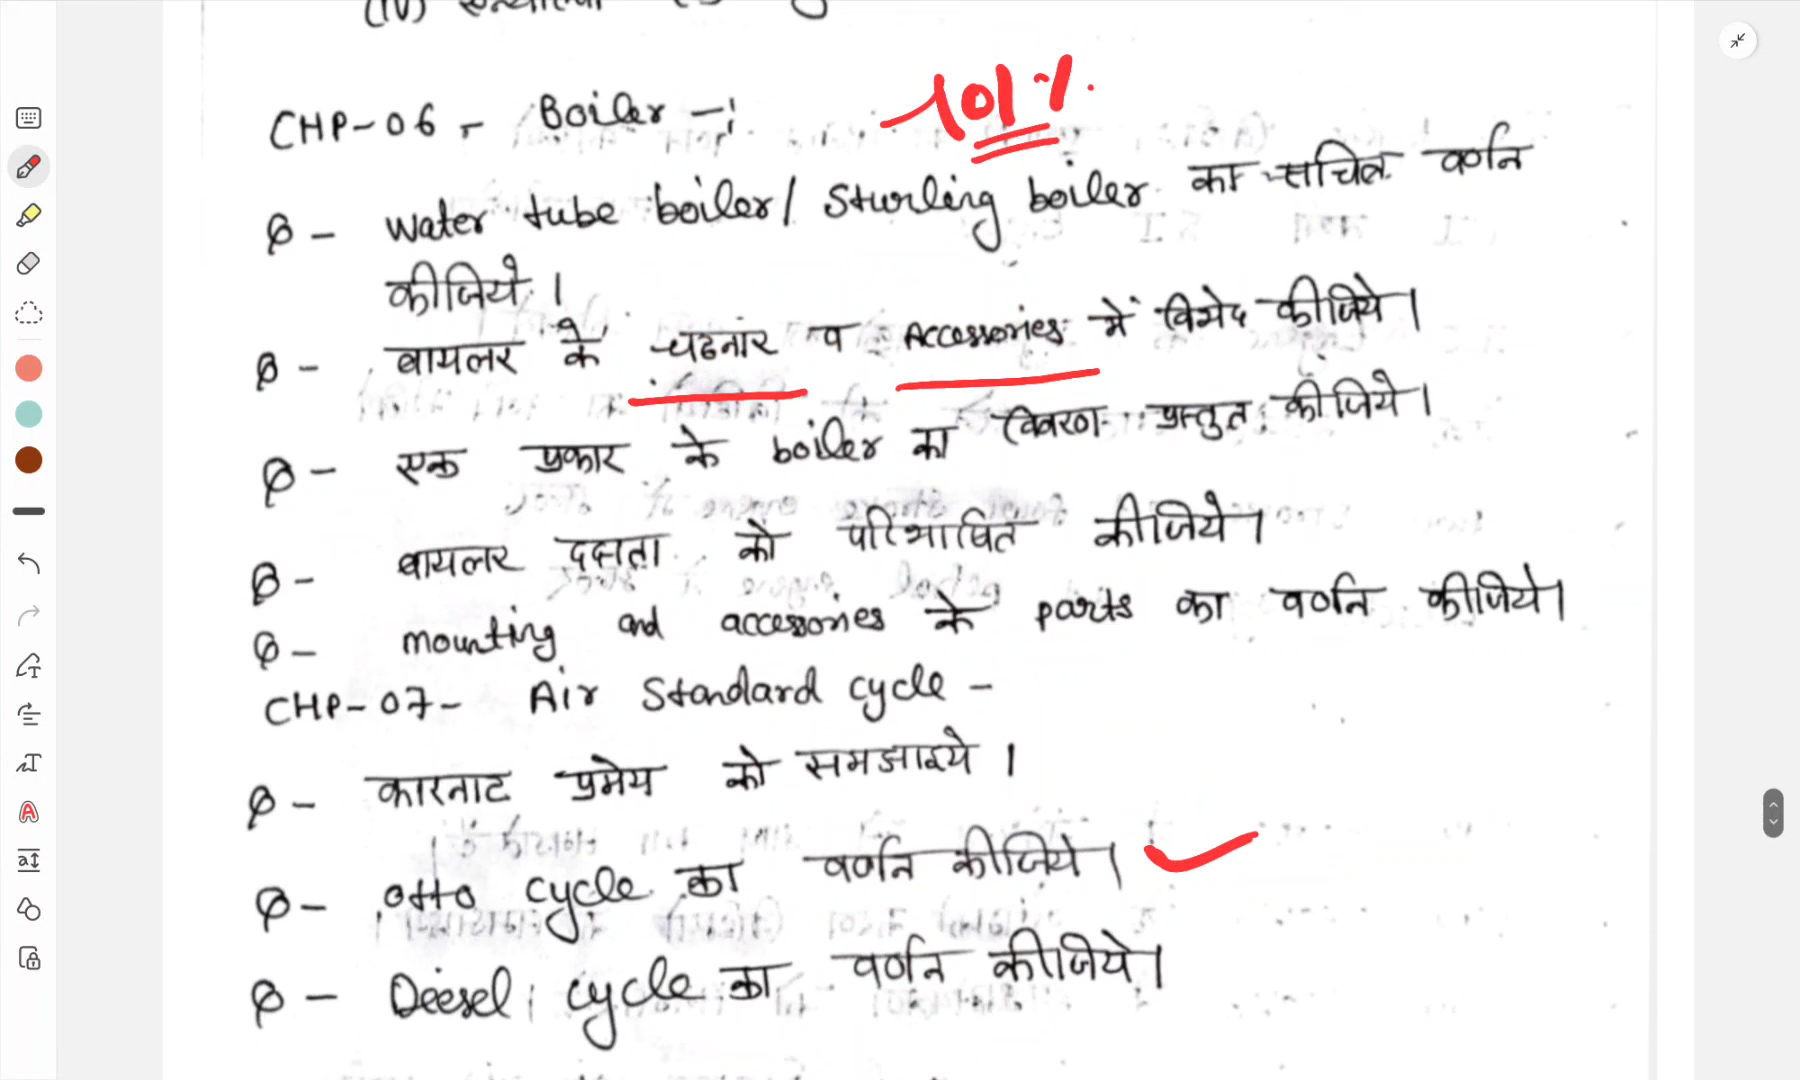 (iv)
CHP-06 - Boiler -
101%.
Q - Water tube boiler/ Sturling boiler का सचित्र वर्णन
कीजिये।
Q - बायलर के चढनार व Accessories में विभेद कीजिये।
Q - एक प्रकार के boiler का विवरण प्रस्तुत कीजिये।
Q - बायलर दक्षता को परिभाषित कीजिये।
Q - mounting and accessories के parts का वर्णन कीजिये।
CHP-07- Air Standard cycle -
Q - कारनाट प्रमेय को समझाइये।
Q - otto cycle का वर्णन कीजिये।
Q - Deesel cycle का वर्णन कीजिये।